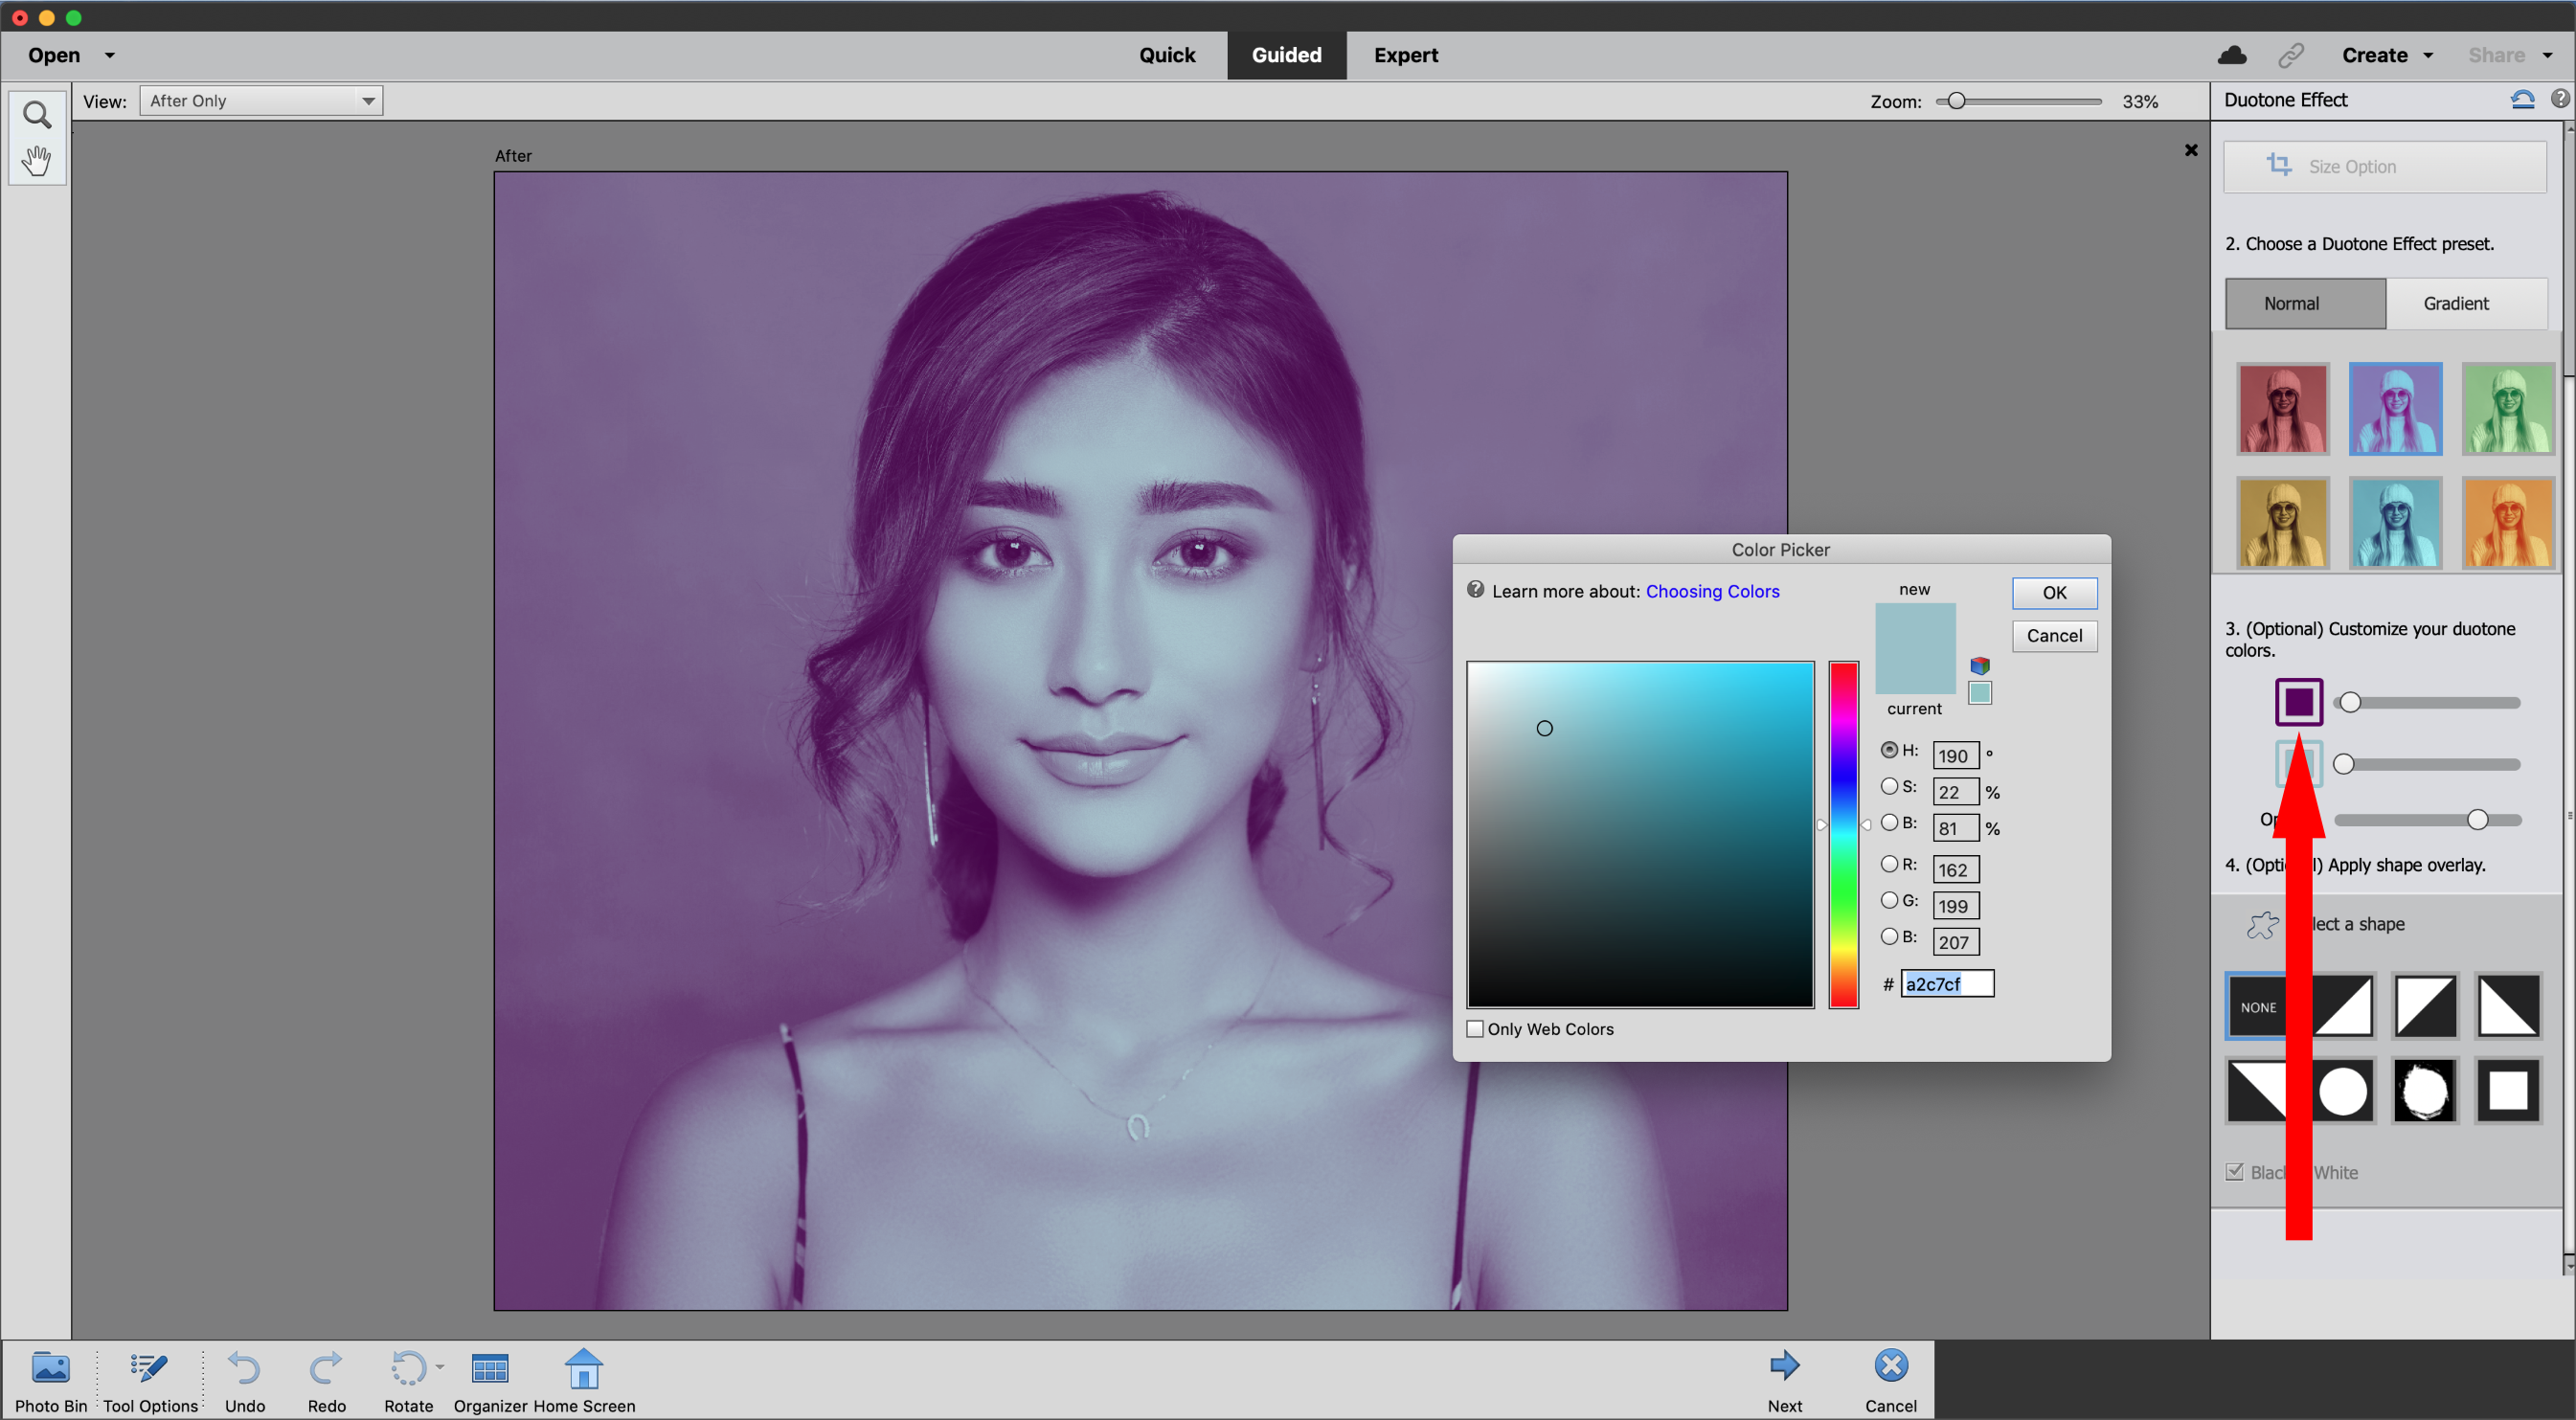 Open
Quick
Guided
Expert
Create
Share
View:
After Only
Zoom:
33%
Duotone Effect
After
Size Option
2. Choose a Duotone Effect preset.
Normal
Gradient
Color Picker
Learn more about: Choosing Colors
new
OK
Cancel
current
H: 190 °
S: 22 %
B: 81 %
R: 162
G: 199
B: 207
# a2c7cf
Only Web Colors
3. (Optional) Customize your duotone
colors.
4. (Opti l) Apply shape overlay.
lect a shape
NONE
Blac White
Photo Bin
Tool Options
Undo
Redo
Rotate
Organizer
Home Screen
Next
Cancel